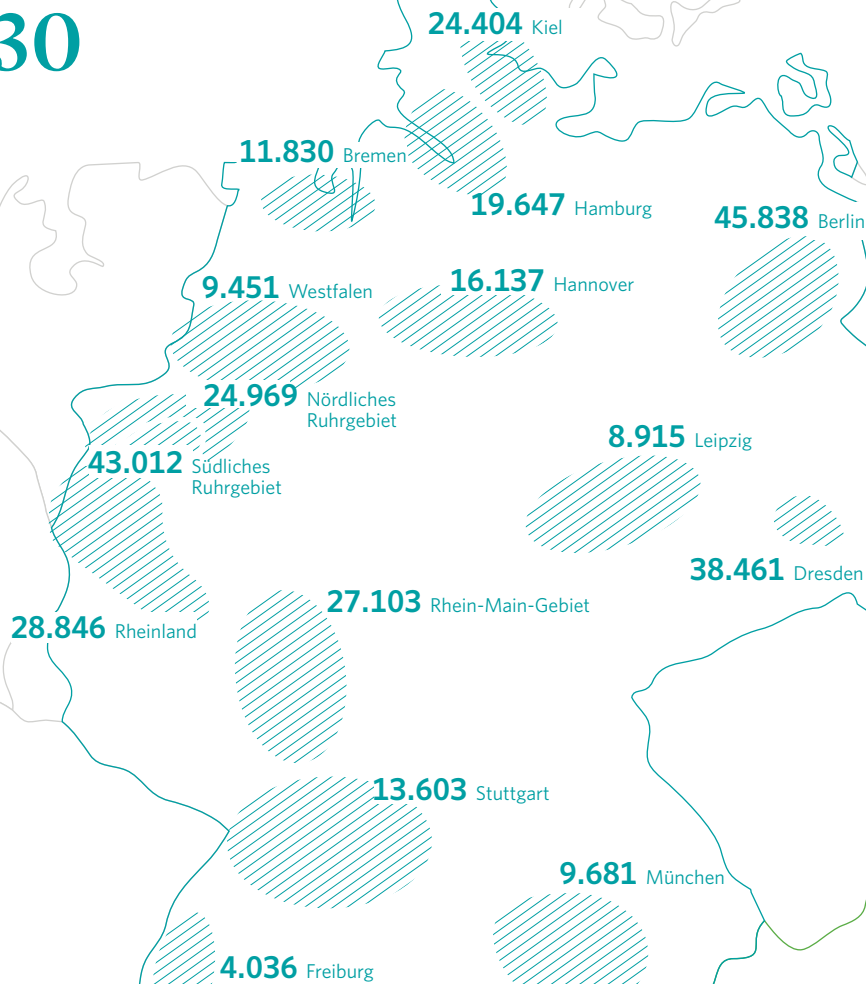 30
24.404 Kiel
11.830 Bremen
19.647 Hamburg
45.838 Berlin
9.451 Westfalen
16.137 Hannover
24.969 Nördliches
Ruhrgebiet
8.915 Leipzig
43.012 Südliches
Ruhrgebiet
38.461 Dresden
27.103 Rhein-Main-Gebiet
28.846 Rheinland
13.603 Stuttgart
9.681 München
4.036 Freiburg